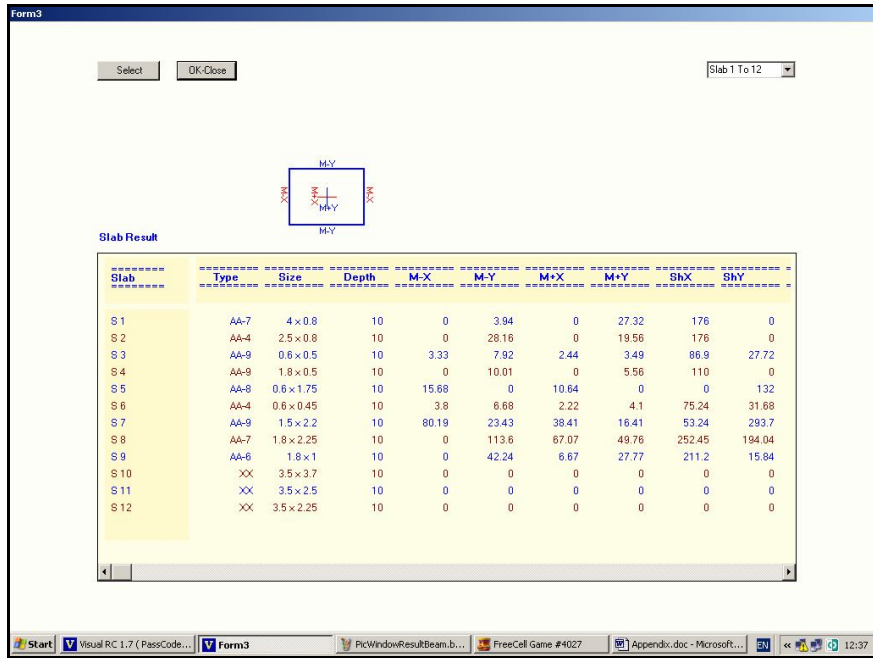 Form3
Select OK-Close Slab 1 To 12
M-Y
M-X M+X M-X
M+Y
M-Y
Slab Result
======== ========= ========= ========= ========= ========= ========= ========= ========= ========= =
Slab Type Size Depth M-X M-Y M+X M+Y ShX ShY
======== ========= ========= ========= ========= ========= ========= ========= ========= ========= =
S 1 AA-7 4 × 0.8 10 0 3.94 0 27.32 176 0
S 2 AA-4 2.5 × 0.8 10 0 28.16 0 19.56 176 0
S 3 AA-9 0.6 × 0.5 10 3.33 7.92 2.44 3.49 86.9 27.72
S 4 AA-9 1.8 × 0.5 10 0 10.01 0 5.56 110 0
S 5 AA-8 0.6 × 1.75 10 15.68 0 10.64 0 0 132
S 6 AA-4 0.6 × 0.45 10 3.8 6.68 2.22 4.1 75.24 31.68
S 7 AA-9 1.5 × 2.2 10 80.19 23.43 38.41 16.41 53.24 293.7
S 8 AA-7 1.8 × 2.25 10 0 113.6 67.07 49.76 252.45 194.04
S 9 AA-6 1.8 × 1 10 0 42.24 6.67 27.77 211.2 15.84
S 10 XX 3.5 × 3.7 10 0 0 0 0 0 0
S 11 XX 3.5 × 2.5 10 0 0 0 0 0 0
S 12 XX 3.5 × 2.25 10 0 0 0 0 0 0
Start Visual RC 1.7 ( PassCode... Form3 PicWindowResultBeam.b... FreeCell Game #4027 Appendix.doc - Microsoft... EN « 12:37